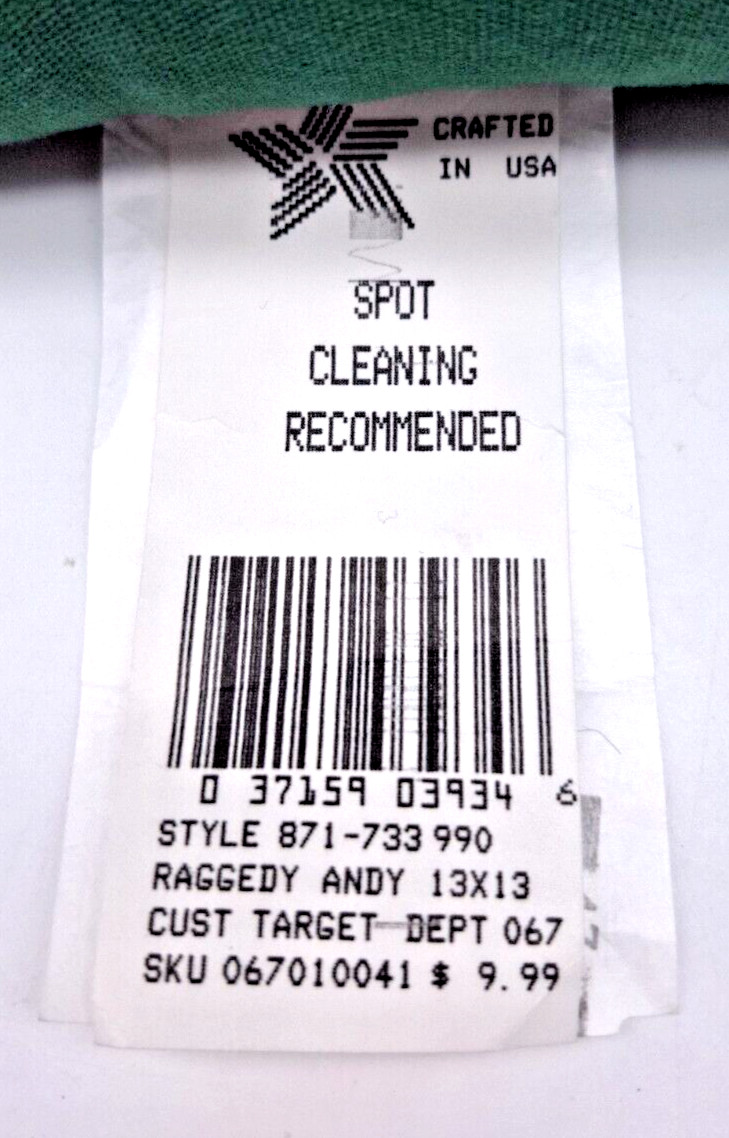 CRAFTED
IN USA
SPOT
CLEANING
RECOMMENDED
0 37159 03934 6
STYLE 871-733 990
RAGGEDY ANDY 13X13
CUST TARGET DEPT 067
SKU 067010041 $ 9.99